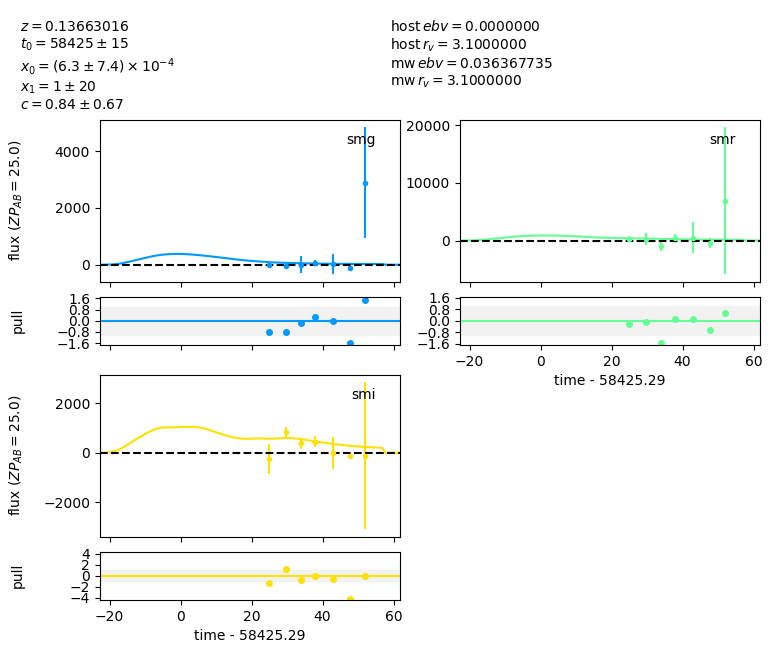 z = 0.13663016
t₀ = 58425 ± 15
x₀ = (6.3 ± 7.4) × 10⁻⁴
x₁ = 1 ± 20
c = 0.84 ± 0.67
host ebv = 0.0000000
host r_v = 3.1000000
mw ebv = 0.036367735
mw r_v = 3.1000000
smg
flux (ZP_AB = 25.0)
4000
2000
0
pull
1.6
0.8
0.0
−0.8
−1.6
smr
20000
10000
0
1.6
0.8
0.0
−0.8
−1.6
−20 0 20 40 60
time - 58425.29
smi
flux (ZP_AB = 25.0)
2000
0
−2000
pull
4
2
0
−2
−4
−20 0 20 40 60
time - 58425.29